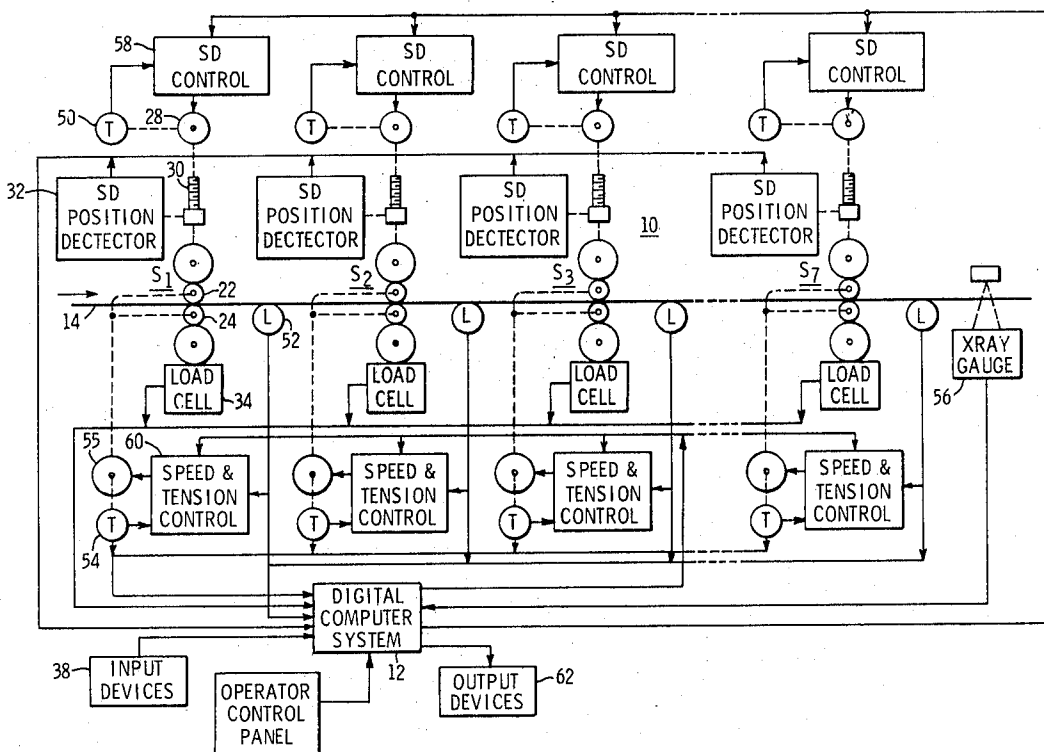 58
SD
CONTROL
SD
CONTROL
SD
CONTROL
SD
CONTROL
50
T
28
T
T
T
32
SD
POSITION
DECTECTOR
30
SD
POSITION
DECTECTOR
SD
POSITION
DECTECTOR
SD
POSITION
DECTECTOR
10
S1
22
S2
S3
S7
14
24
L
52
L
L
L
XRAY
GAUGE
56
LOAD
CELL
34
LOAD
CELL
LOAD
CELL
LOAD
CELL
55
60
SPEED &
TENSION
CONTROL
SPEED &
TENSION
CONTROL
SPEED &
TENSION
CONTROL
SPEED &
TENSION
CONTROL
T
54
T
T
T
DIGITAL
COMPUTER
SYSTEM
12
38
INPUT
DEVICES
OPERATOR
CONTROL
PANEL
OUTPUT
DEVICES
62